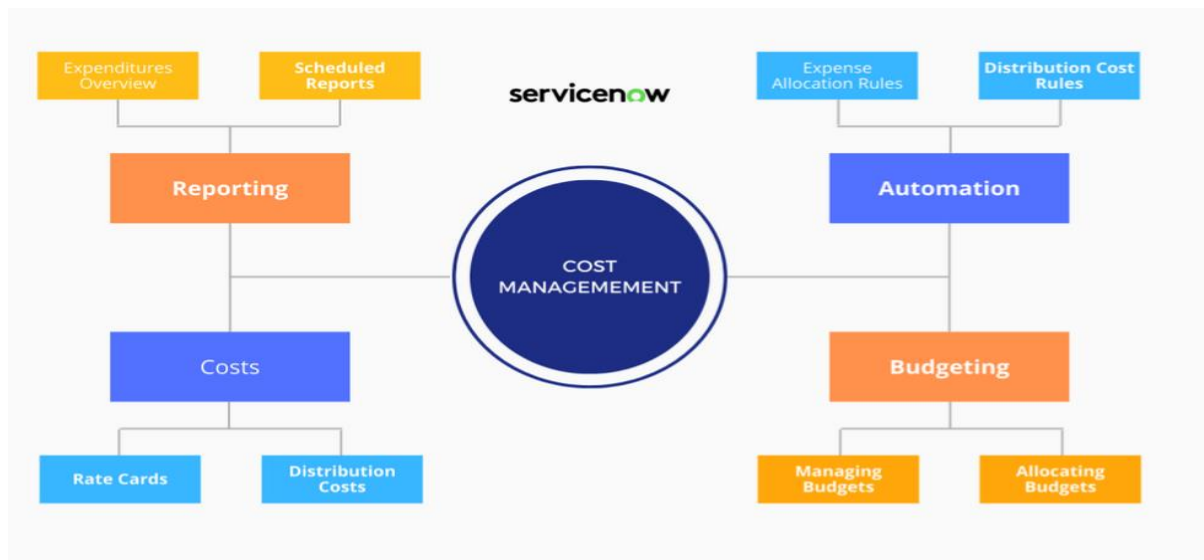 Expenditures
Overview
Scheduled
Reports
servicenow
Expense
Allocation Rules
Distribution Cost
Rules
Reporting
Automation
COST
MANAGEMEMENT
Costs
Budgeting
Rate Cards
Distribution
Costs
Managing
Budgets
Allocating
Budgets